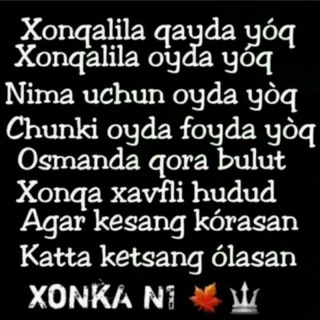 Xonqalila qayda yóq
Xonqalila oyda yóq
Nima uchun oyda yòq
Chunki oyda foyda yòq
Osmanda qora bulut
Xonqa xavfli hudud
Agar kesang kórasan
Katta ketsang ólasan
XONKA N1